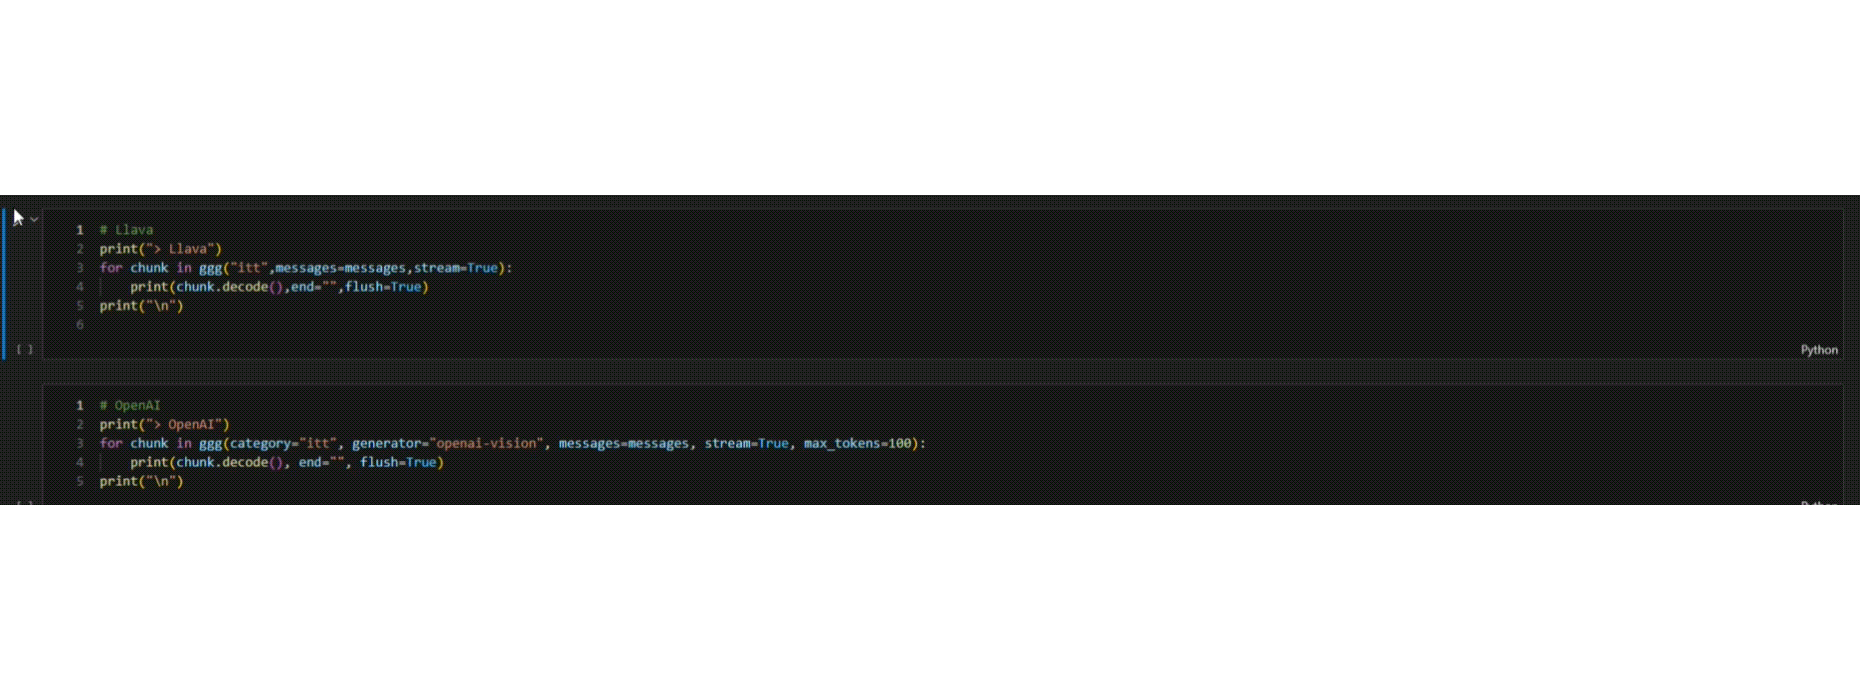 1 # Llava
2 print("> Llava")
3 for chunk in ggg("itt",messages=messages,stream=True):
4 print(chunk.decode(),end="",flush=True)
5 print("\n")
6
[ ]
Python
1 # OpenAI
2 print("> OpenAI")
3 for chunk in ggg(category="itt", generator="openai-vision", messages=messages, stream=True, max_tokens=100):
4 print(chunk.decode(), end="", flush=True)
5 print("\n")